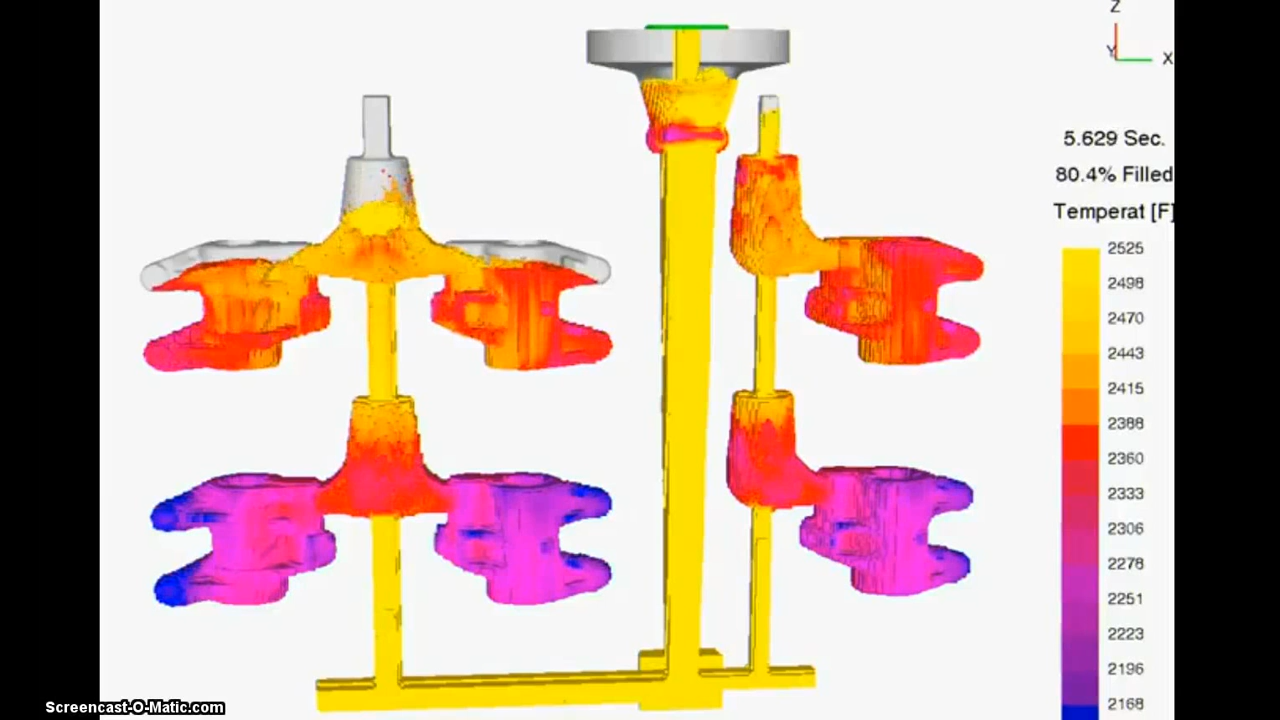 Z
Y
X
5.629 Sec.
80.4% Filled
Temperat [F]
2525
2498
2470
2443
2415
2388
2360
2333
2306
2278
2251
2223
2196
2168
Screencast-O-Matic.com